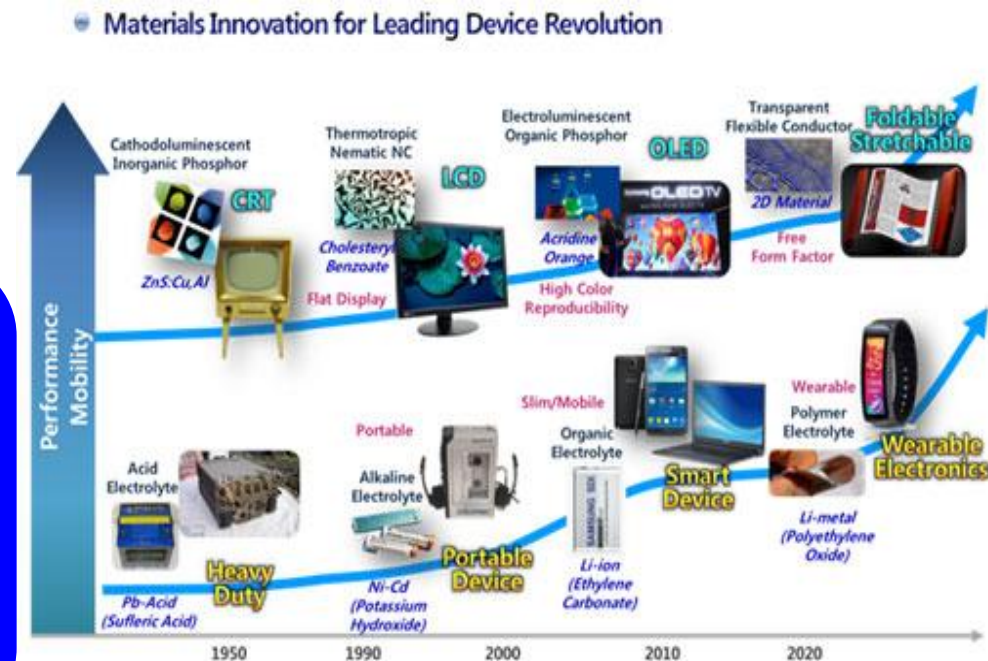 Materials Innovation for Leading Device Revolution
Performance
Mobility
Cathodoluminescent
Inorganic Phosphor
CRT
ZnS:Cu,Al
Thermotropic
Nematic NC
LCD
Cholesteryl
Benzoate
Flat Display
Electroluminescent
Organic Phosphor
OLED
OLED TV
Acridine
Orange
High Color
Reproducibility
Transparent
Flexible Conductor
2D Material
Free
Form Factor
Foldable
Stretchable
Acid
Electrolyte
Heavy
Duty
Pb-Acid
(Sufleric Acid)
Portable
Alkaline
Electrolyte
Portable
Device
Ni-Cd
(Potassium
Hydroxide)
Slim/Mobile
Organic
Electrolyte
SAMSUNG SDI
Smart
Device
Li-ion
(Ethylene
Carbonate)
Wearable
Polymer
Electrolyte
Wearable
Electronics
Li-metal
(Polyethylene
Oxide)
1950
1990
2000
2010
2020